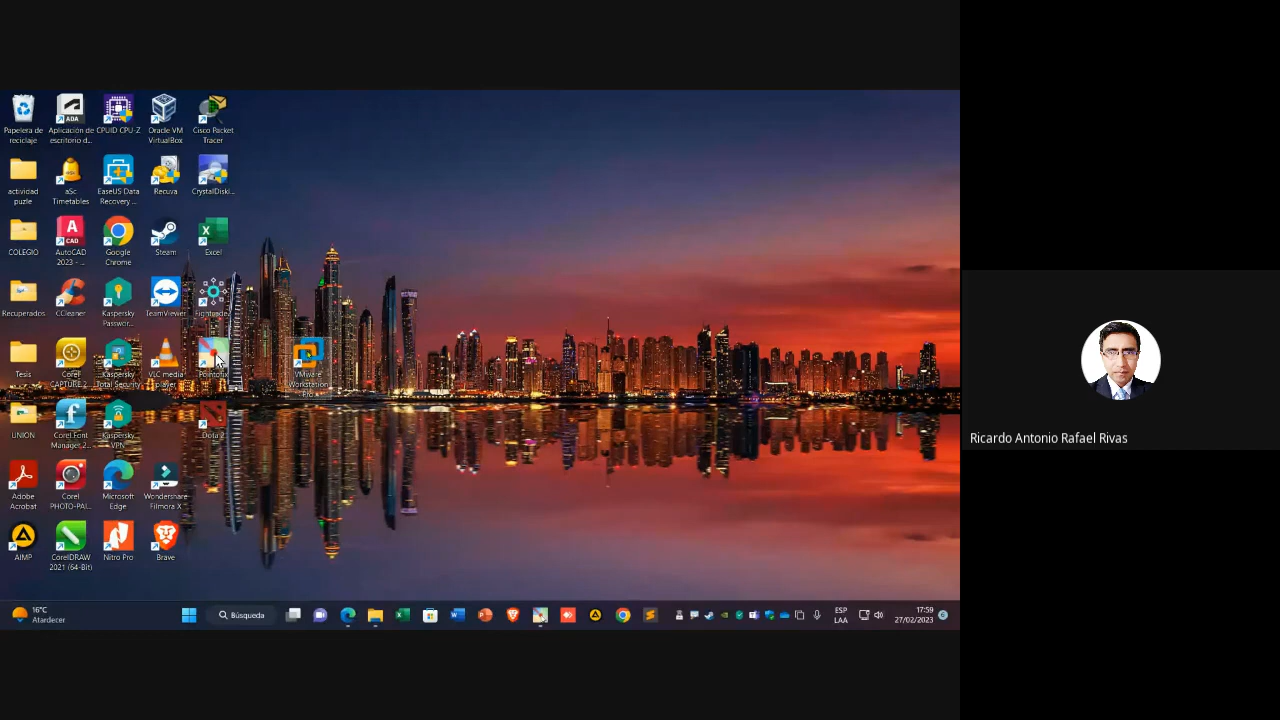 Papelera de
reciclaje
Aplicación de
escritorio d...
ADA
CPUID CPU-Z
Oracle VM
VirtualBox
Cisco Packet
Tracer
actividad
puzle
aSc
Timetables
EaseUS Data
Recovery ...
Recuva
CrystalDiski...
COLEGIO
AutoCAD
2023 - ...
CAD
Google
Chrome
Steam
Excel
Recuperados
CCleaner
Kaspersky
Passwor...
TeamViewer
Tesis
Corel
CAPTURE 2...
Kaspersky
Total Security
VLC media
player
Pointofix
VMware
Workstation
Pro
UNION
Corel Font
Manager 2...
Kaspersky
VPN
Dota 2
Adobe
Acrobat
Corel
PHOTO-PAI...
Microsoft
Edge
Wondershare
Filmora X
AIMP
CorelDRAW
2021 (64-Bit)
Nitro Pro
Brave
16°C
Atardecer
Búsqueda
ESP
LAA
17:59
27/02/2023
Ricardo Antonio Rafael Rivas